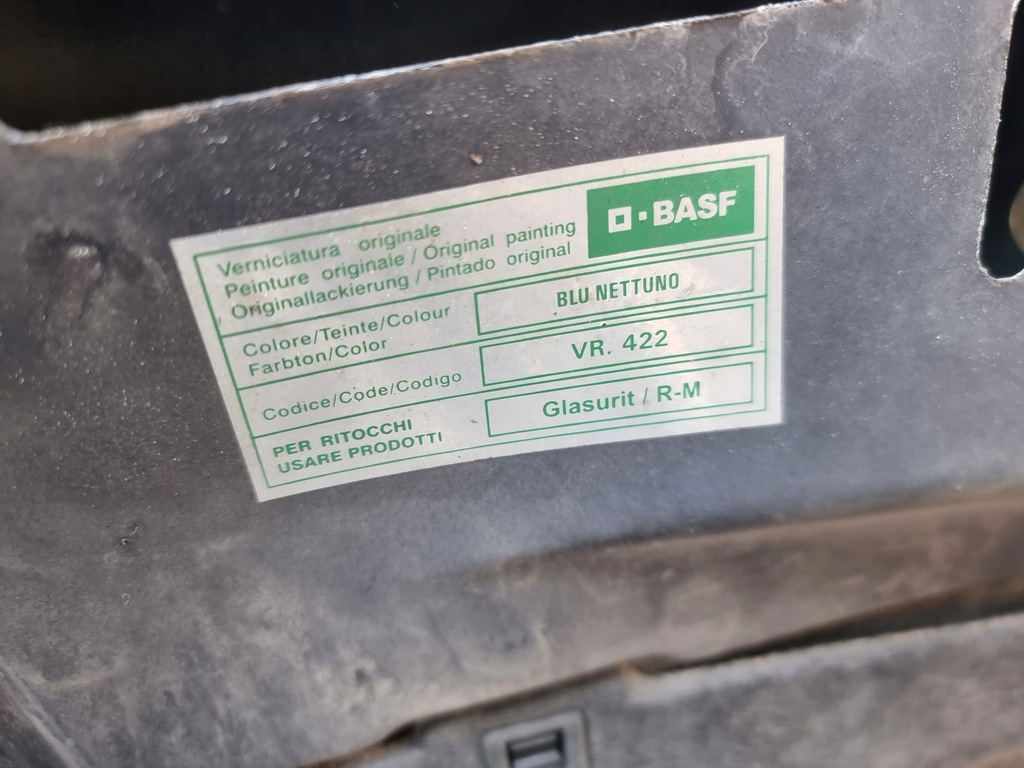 Verniciatura originale
Peinture originale / Original painting
Originallackierung / Pintado original
BASF
Colore/Teinte/Colour
Farbton/Color
BLU NETTUNO
Codice/Code/Codigo
VR. 422
PER RITOCCHI
USARE PRODOTTI
Glasurit / R-M